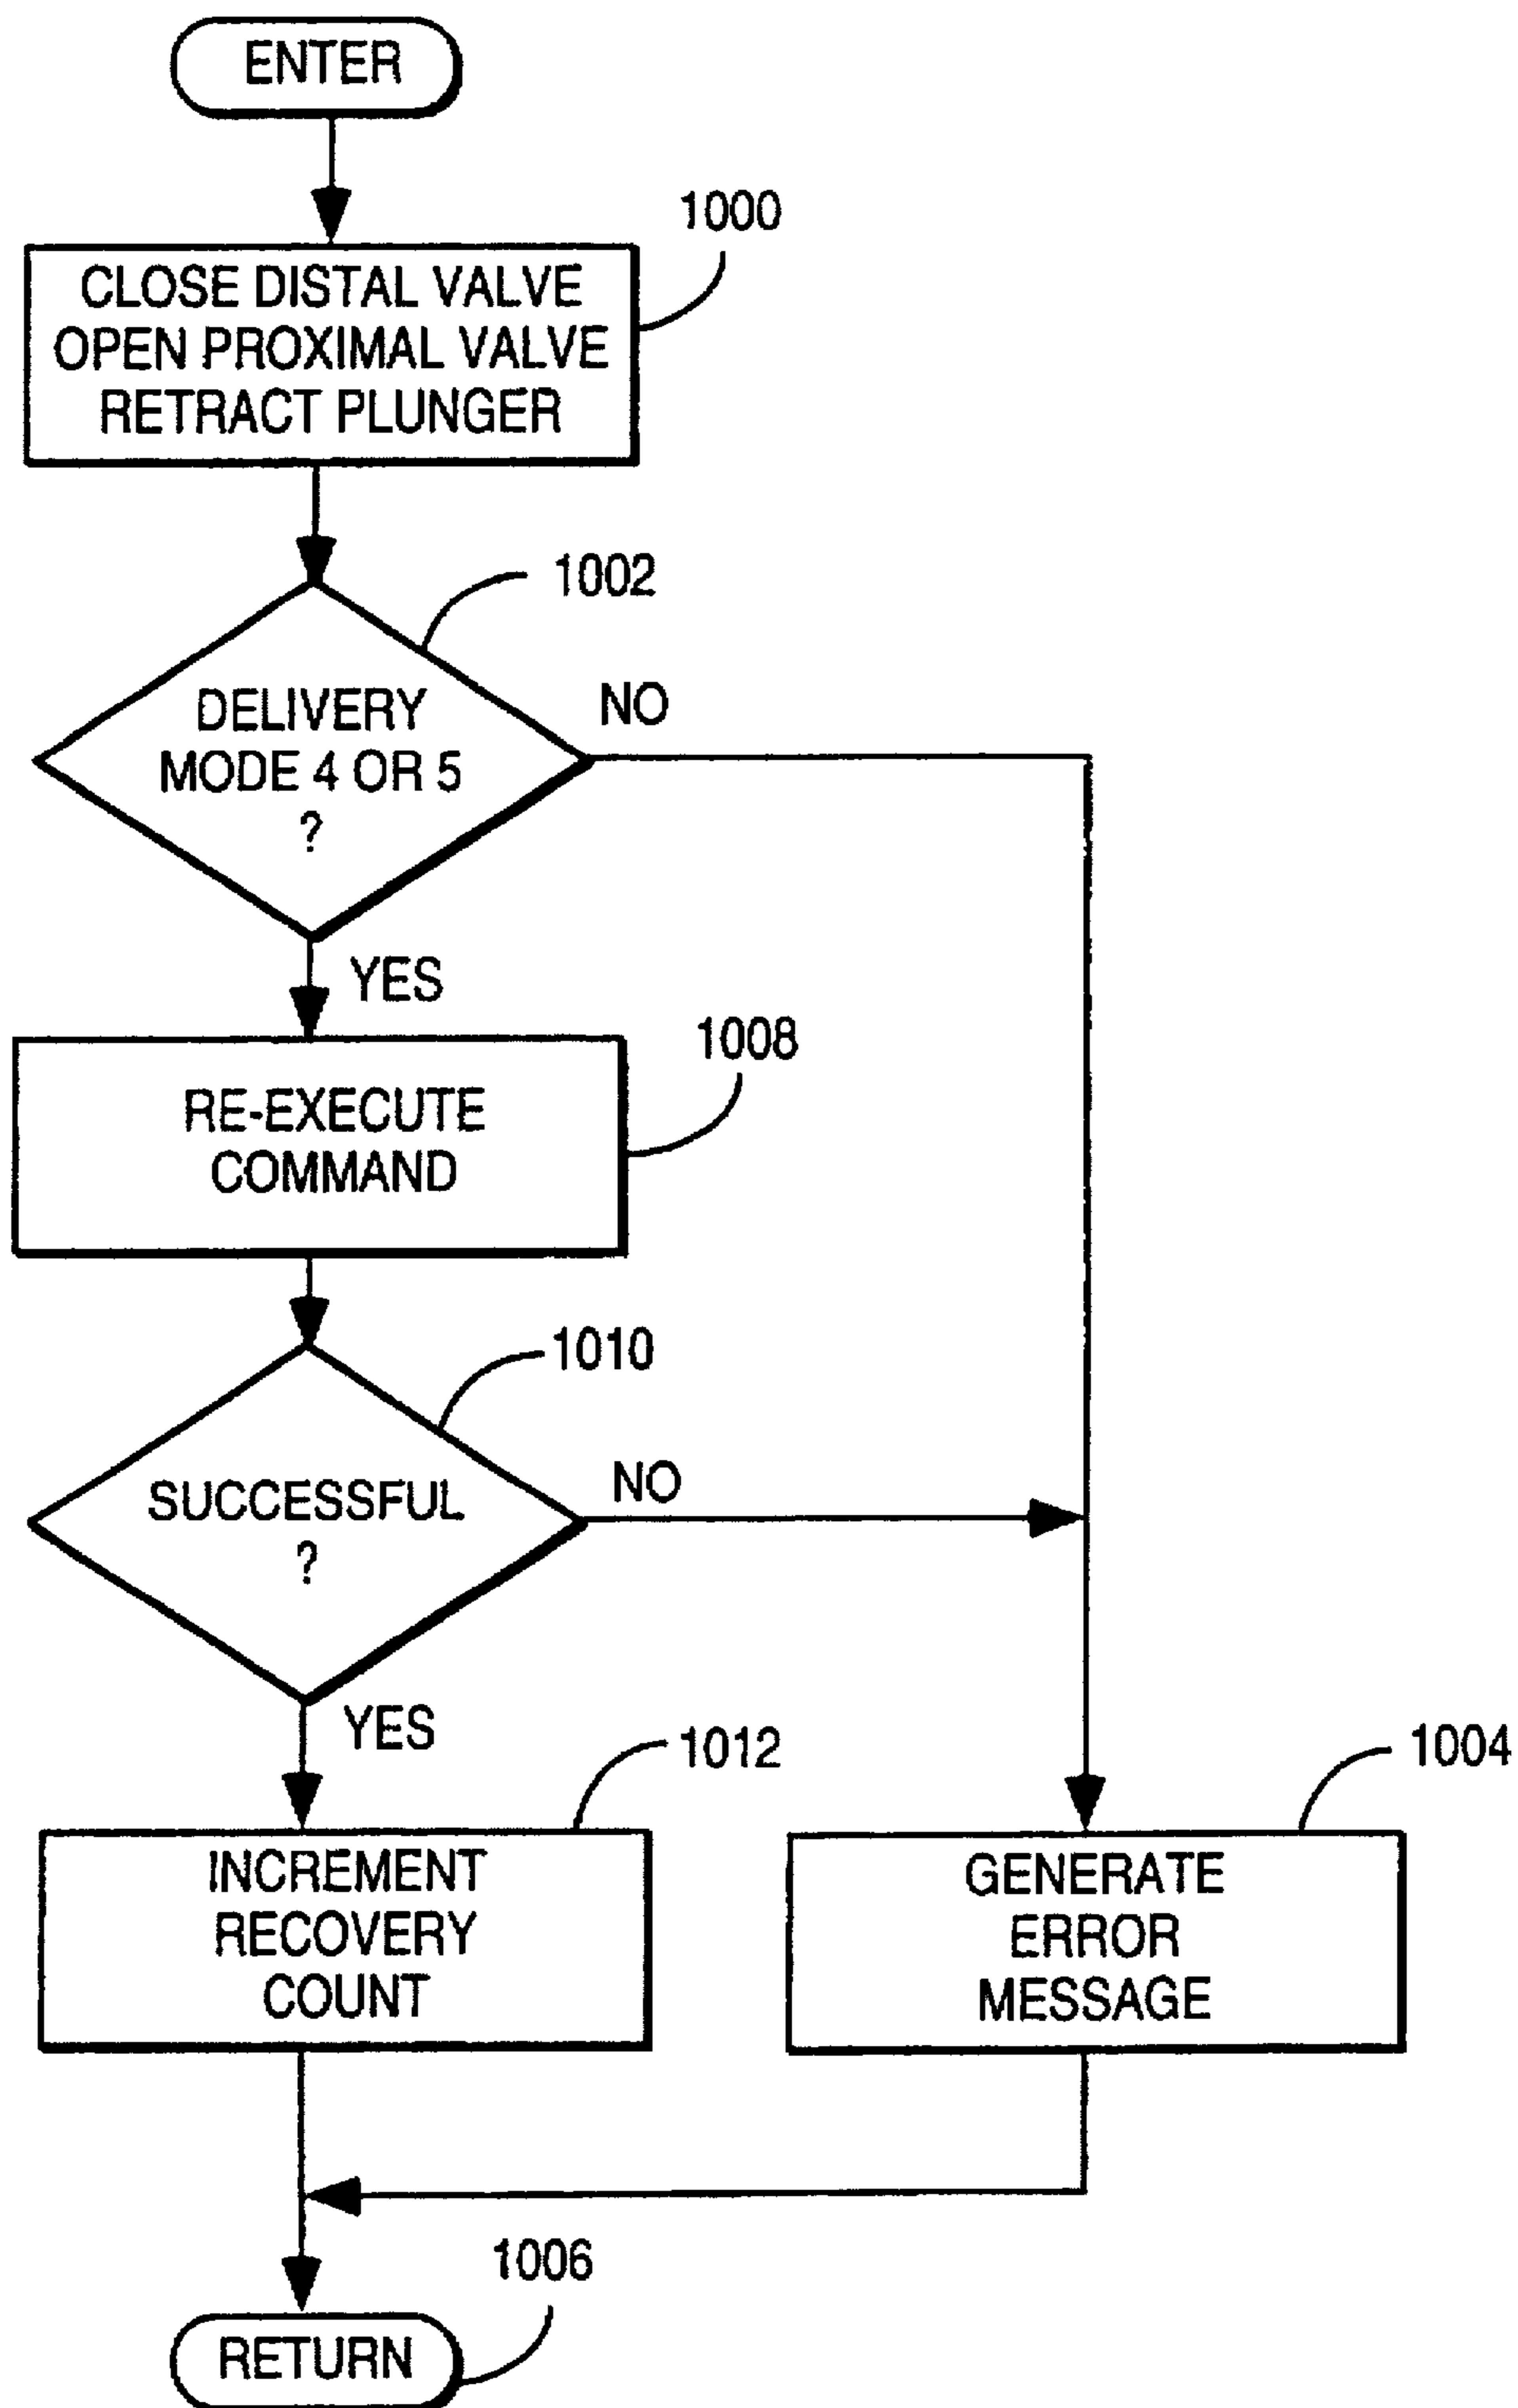 ENTER
1000
CLOSE DISTAL VALVE
OPEN PROXIMAL VALVE
RETRACT PLUNGER
1002
DELIVERY
MODE 4 OR 5
?
NO
YES
1008
RE-EXECUTE
COMMAND
1010
SUCCESSFUL
?
NO
YES
1012
INCREMENT
RECOVERY
COUNT
1004
GENERATE
ERROR
MESSAGE
1006
RETURN